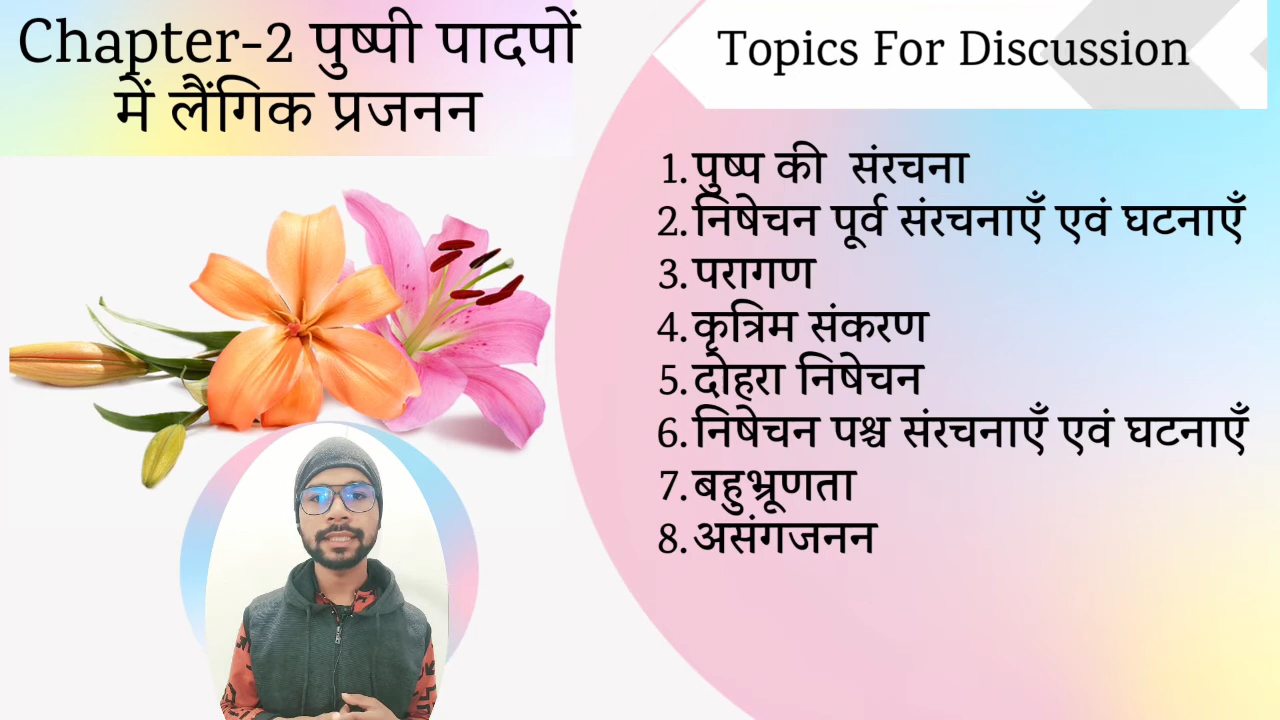 Chapter-2 पुष्पी पादपों
में लैंगिक प्रजनन
Topics For Discussion
1. पुष्प की संरचना
2. निषेचन पूर्व संरचनाएँ एवं घटनाएँ
3. परागण
4. कृत्रिम संकरण
5. दोहरा निषेचन
6. निषेचन पश्च संरचनाएँ एवं घटनाएँ
7. बहुभ्रूणता
8. असंगजनन